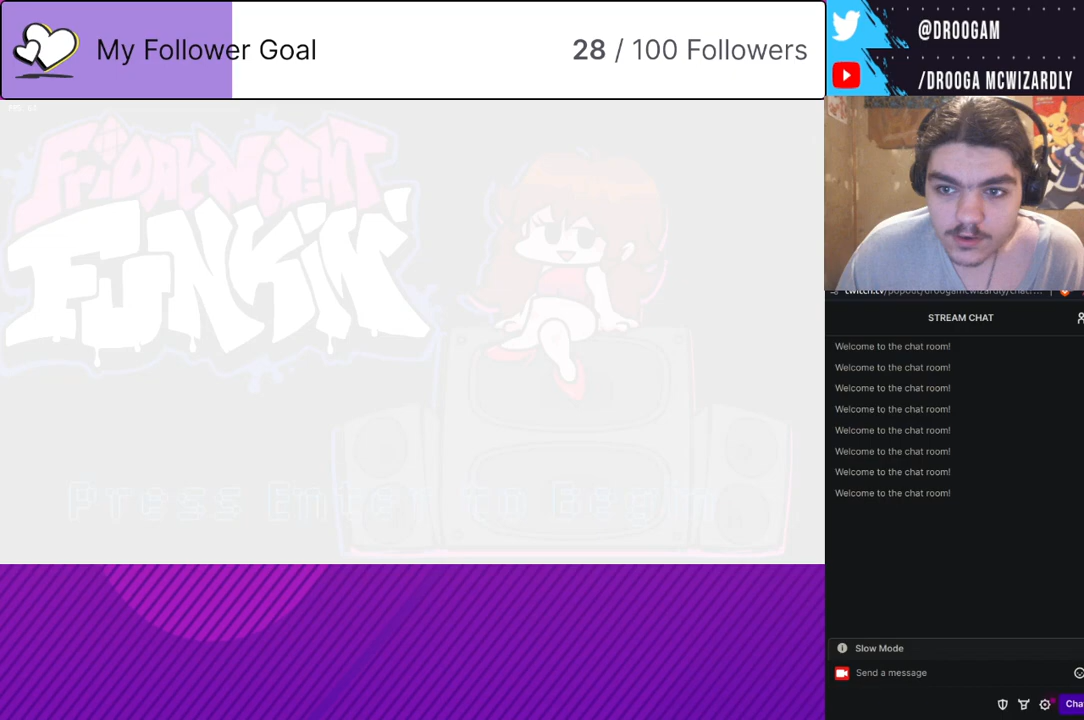 My Follower Goal
28 / 100 Followers
@DROOGAM
/DROOGA MCWIZARDLY
FRIDAY NIGHT
FUNKIN
Press Enter to Begin
STREAM CHAT
Welcome to the chat room!
Welcome to the chat room!
Welcome to the chat room!
Welcome to the chat room!
Welcome to the chat room!
Welcome to the chat room!
Welcome to the chat room!
Welcome to the chat room!
Slow Mode
Send a message
Cha